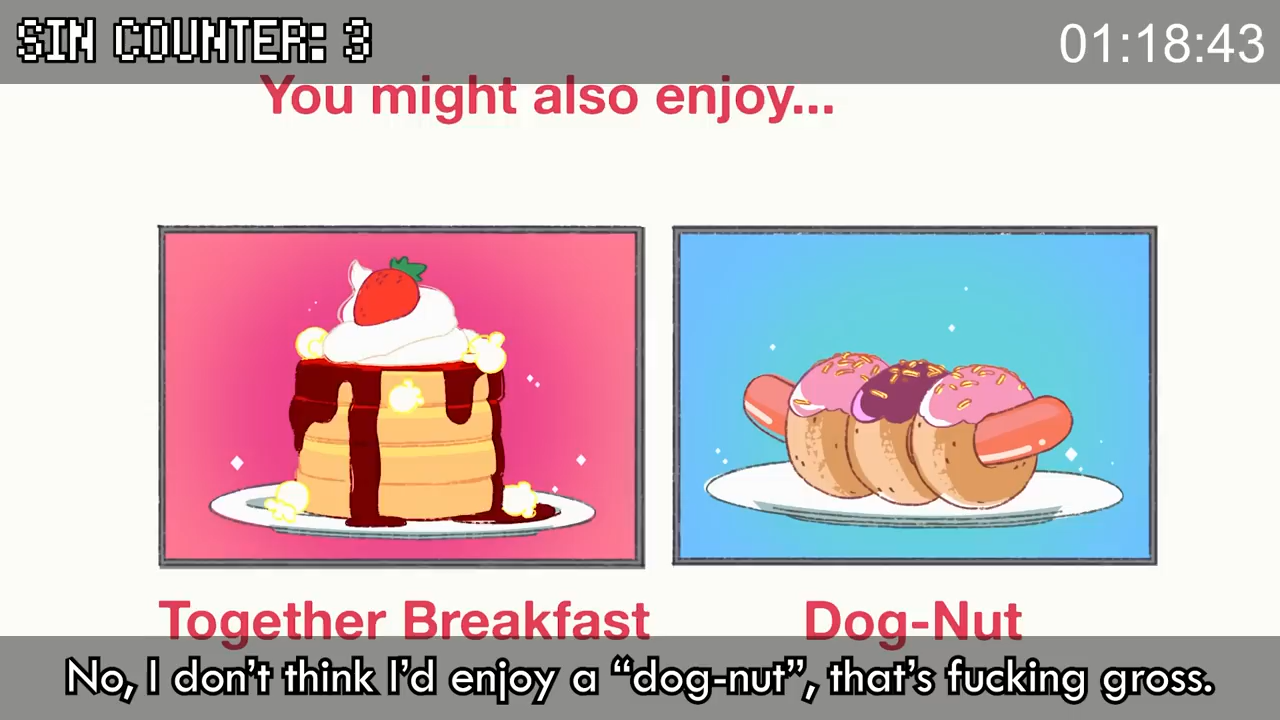 SIN COUNTER: 3
01:18:43
You might also enjoy...
Together Breakfast
Dog-Nut
No, I don't think I'd enjoy a “dog-nut”, that's fucking gross.